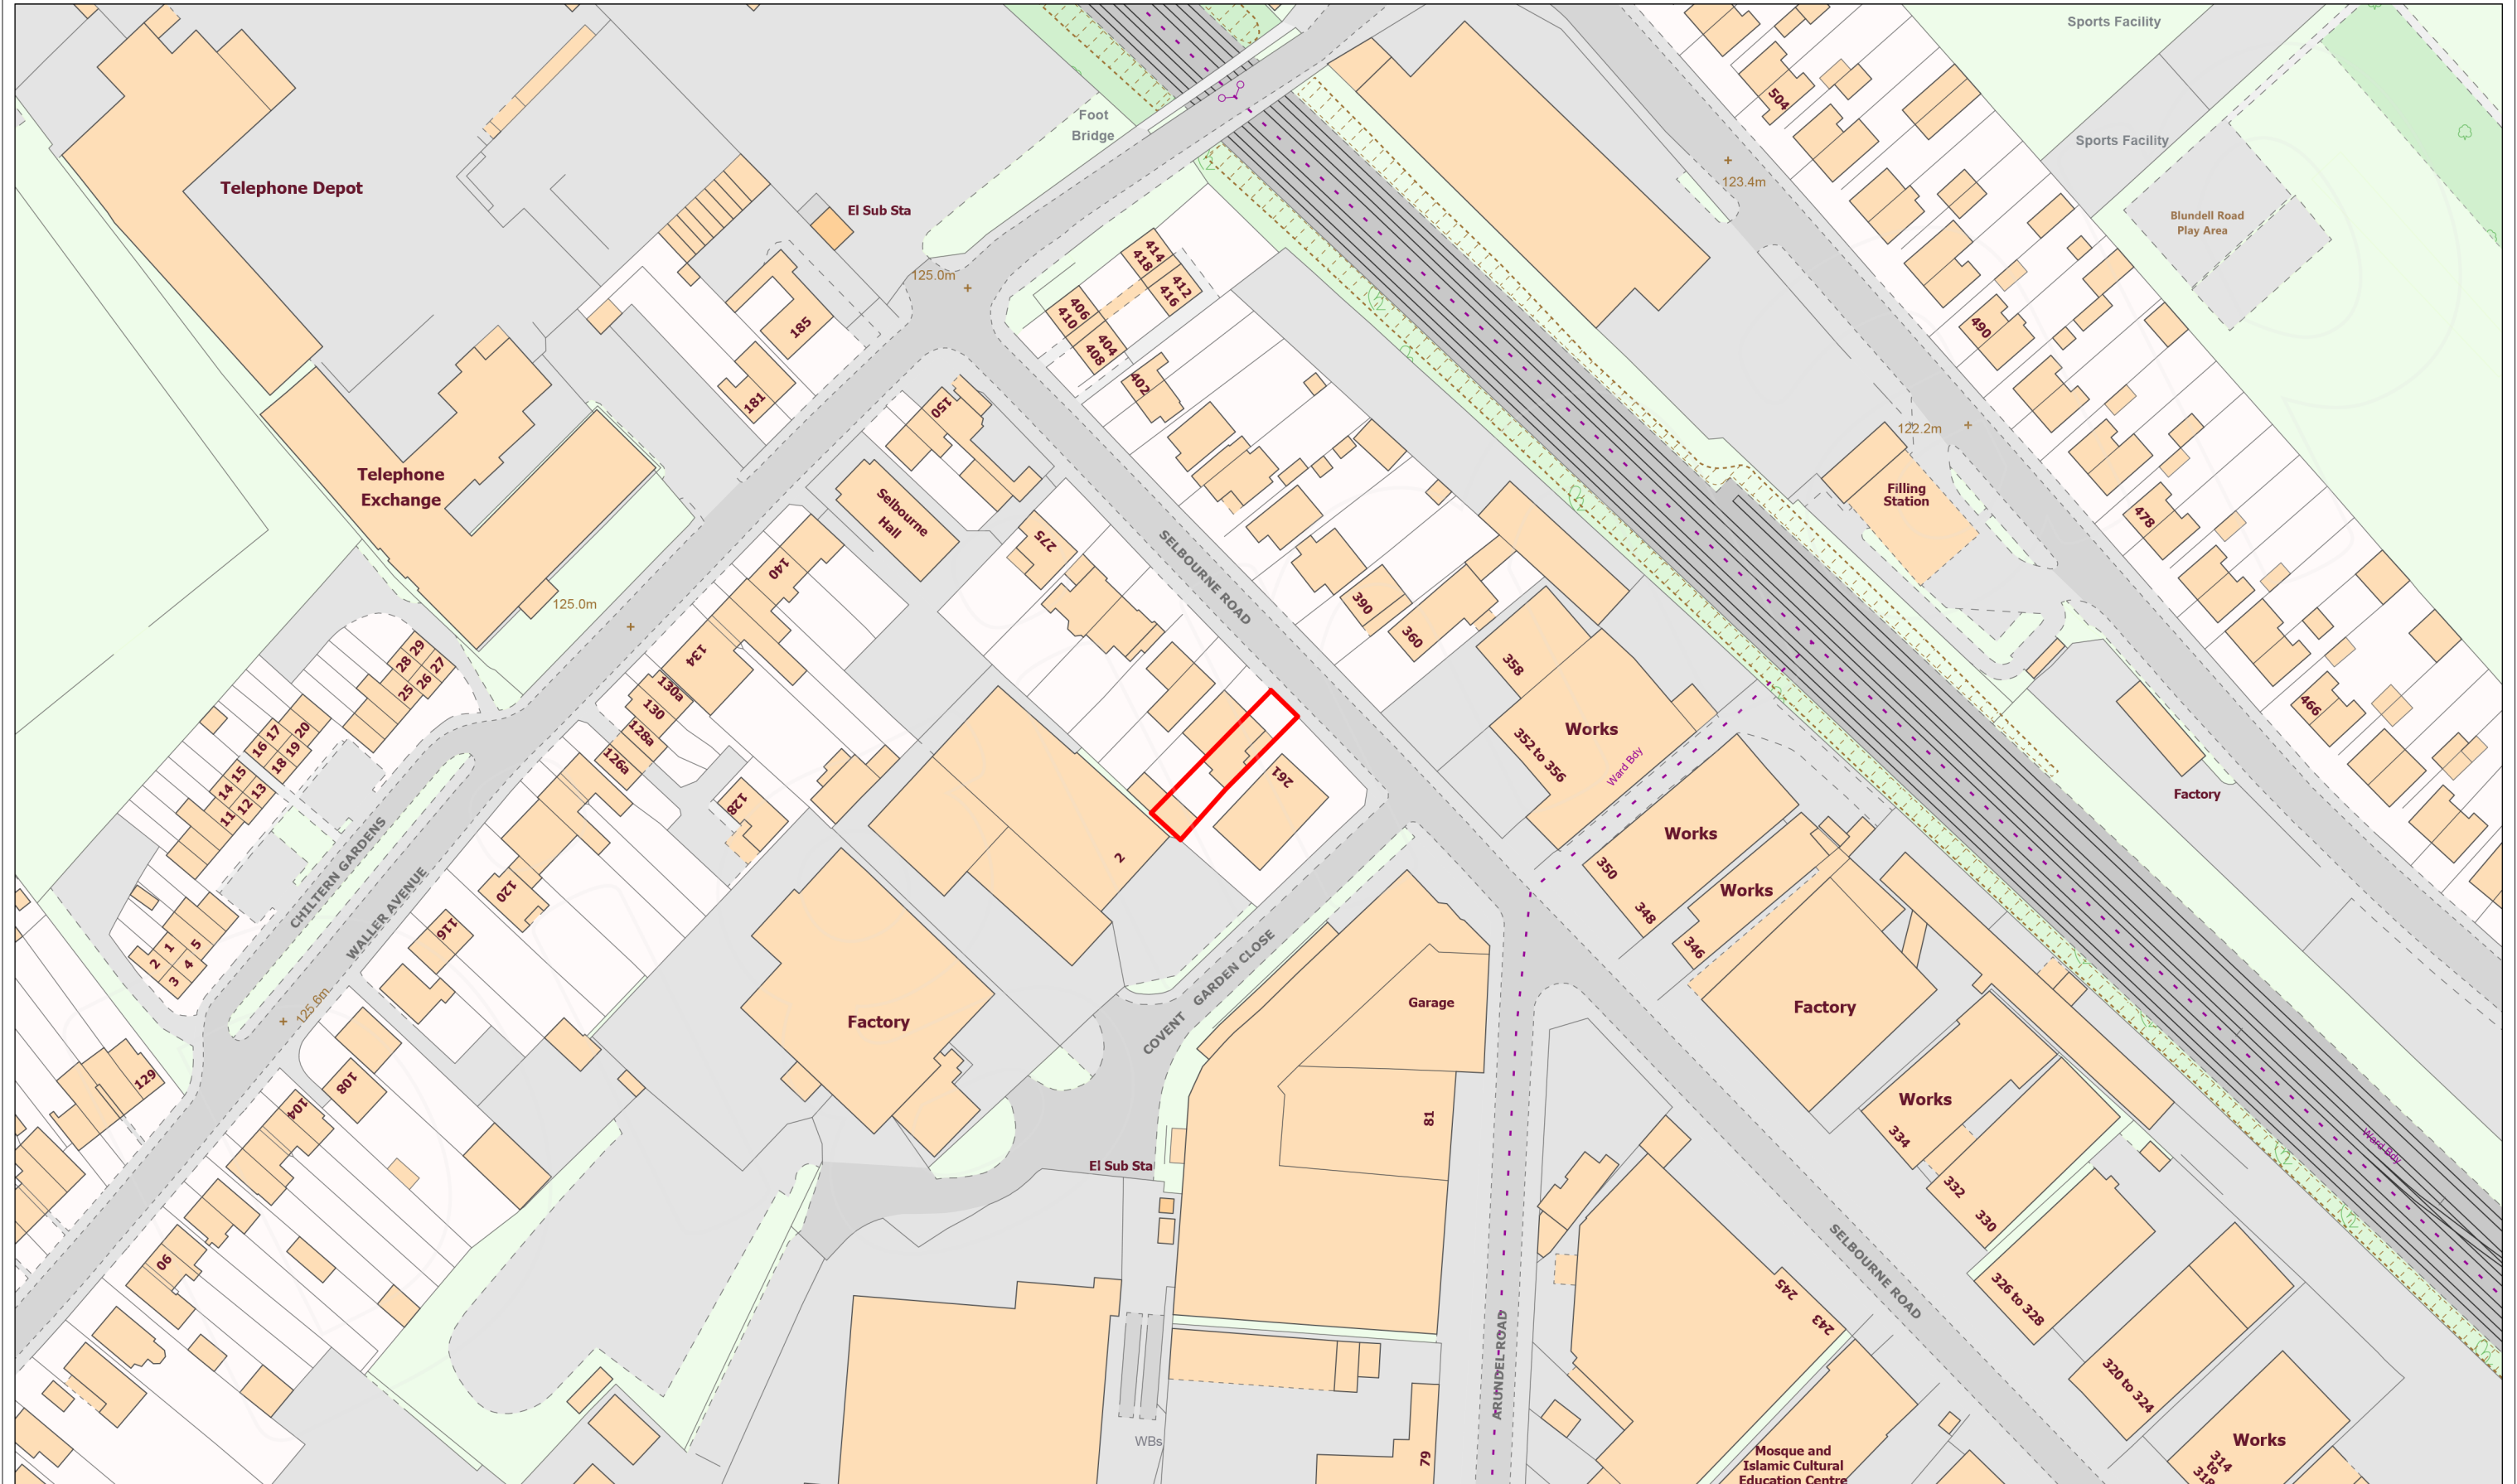 Sports Facility
504
Foot
Bridge
Sports Facility
Telephone Depot
123.4m
El Sub Sta
Blundell Road
Play Area
414
418
412
416
125.0m
406
410
404
408
185
490
402
181
150
122.2m
Telephone
Exchange
Filling
Station
Selbourne
Hall
478
275
SELBOURNE ROAD
140
125.0m
390
360
28 29
27
26
25
134
358
130a
130
128a
126a
466
16 17
20
19
18
Works
352 to 356
Ward Bdy
14 15
13
12
11
261
128
Factory
Works
2
350
Works
348
346
CHILTERN GARDENS
WALLER AVENUE
120
116
1
5
2
4
3
COVENT GARDEN CLOSE
Garage
Factory
Factory
125.6m
129
108
104
81
Works
334
Ward Bdy
El Sub Sta
332
330
90
SELBOURNE ROAD
245
243
326 to 328
ARUNDEL ROAD
320 to 324
WBs
79
Mosque and
Islamic Cultural
Education Centre
Works
314
to
318